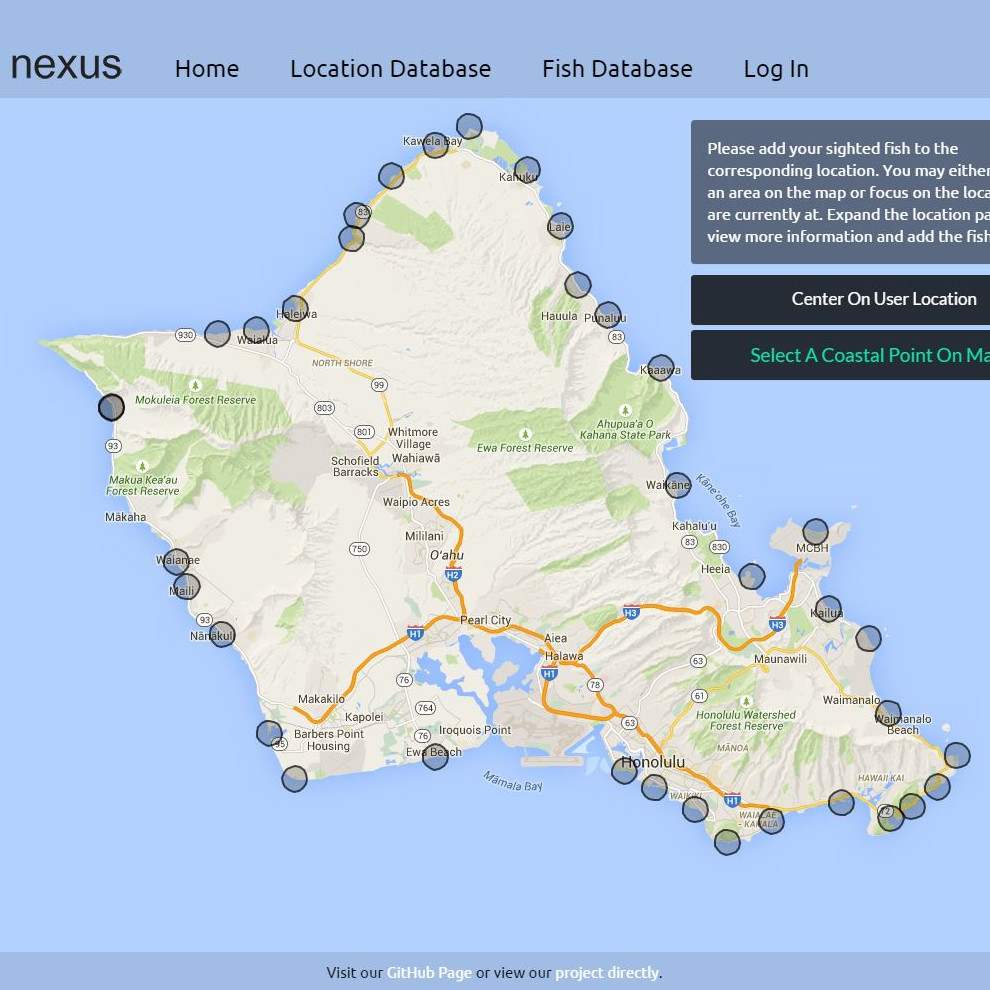 nexus
Home Location Database Fish Database Log In
Please add your sighted fish to the
corresponding location. You may either
an area on the map or focus on the loca
are currently at. Expand the location pa
view more information and add the fish
Center On User Location
Select A Coastal Point On Ma
Kawela Bay
Kahuku
83
Laie
Hauula
Punaluu
83
Haleiwa
930
Waialua
NORTH SHORE
Kaaawa
99
Mokuleia Forest Reserve
803
801
Whitmore
Village
Wahiawā
Ahupua'a O
Kahana State Park
Ewa Forest Reserve
93
Schofield
Barracks
Makua Kea'au
Forest Reserve
Waikāne
Kāne'ohe Bay
Waipio Acres
Mākaha
Kahalu'u
Mililani
83
830
MCBH
750
O'ahu
Waianae
H2
Heeia
Maili
Kailua
93
H3
H3
Nānākuli
Pearl City
H1
Aiea
Halawa
Maunawili
63
H1
76
78
61
Makakilo
764
Waimanalo
Kapolei
Honolulu Watershed
Forest Reserve
Waimanalo
Beach
63
Iroquois Point
Barbers Point
Housing
76
95
Ewa Beach
MĀNOA
Honolulu
Māmala Bay
HAWAII KAI
WAIKIKI
H1
WAIALAE
- KAHALA
72
Visit our GitHub Page or view our project directly.